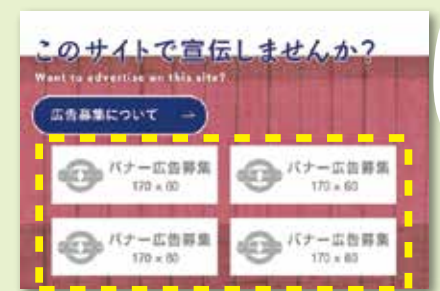 このサイトで宣伝しませんか?
Want to advertise on this site?
広告募集について →
バナー広告募集
170 × 60
バナー広告募集
170 × 60
バナー広告募集
170 × 60
バナー広告募集
170 × 60